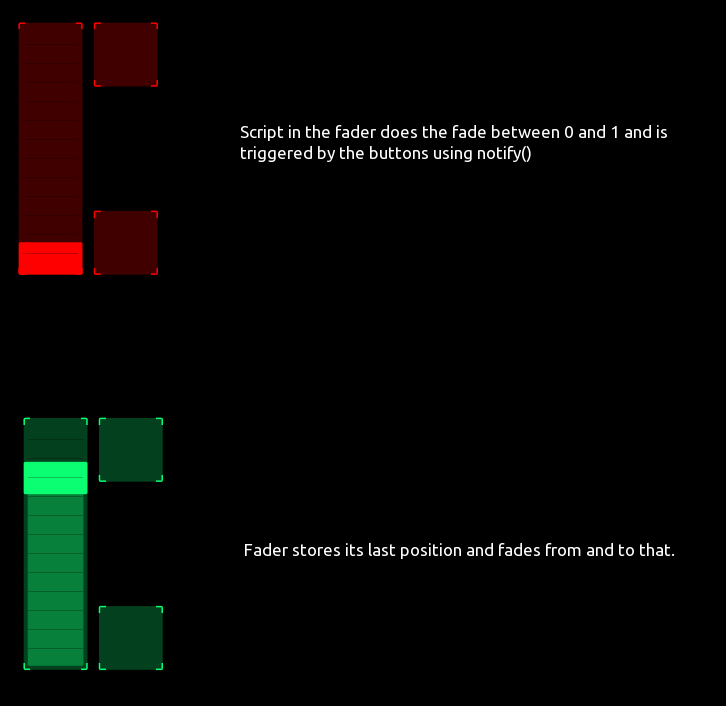 Script in the fader does the fade between 0 and 1 and is
triggered by the buttons using notify()
Fader stores its last position and fades from and to that.